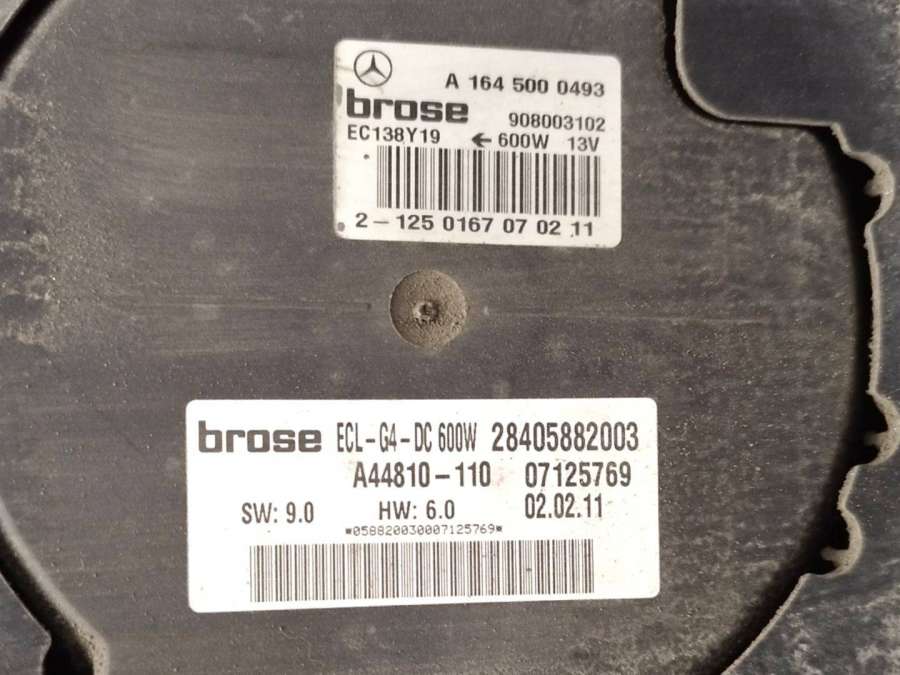 A 164 500 0493
brose 908003102
EC138Y19 ← 600W 13V
2-125 0167 07 02 11
brose ECL-G4-DC 600W 28405882003
A44810-110 07125769
SW: 9.0 HW: 6.0 02.02.11
*058820030007125769*